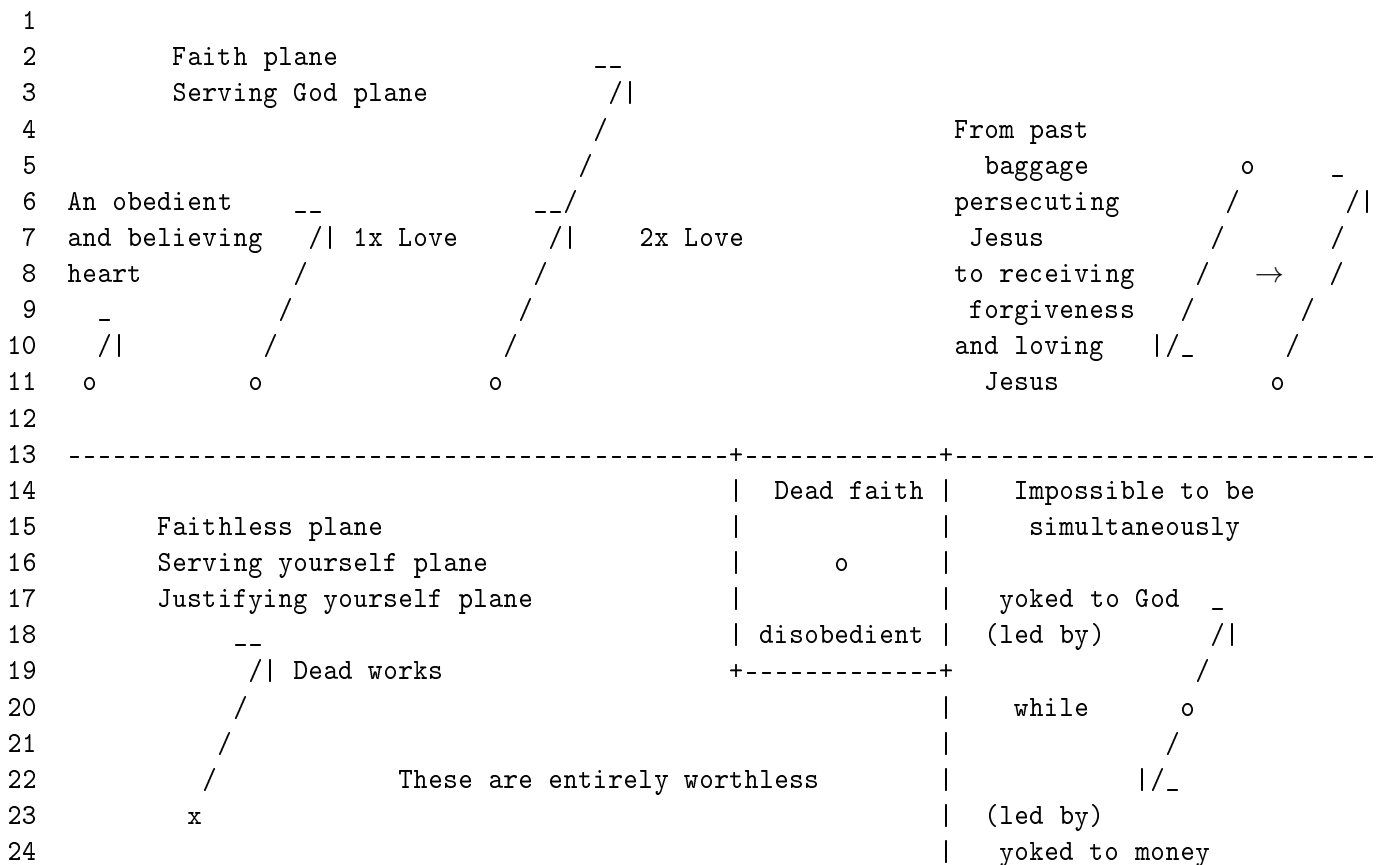 1
2         Faith plane                 __
3         Serving God plane            /|
4                                     /                       From past
5                                    /                          baggage          o     _
6  An obedient    __              __/                         persecuting       /       /|
7  and believing   /| 1x Love      /|    2x Love               Jesus           /       /
8  heart          /               /                           to receiving    /   →   /
9    _           /               /                             forgiveness   /       /
10   /|         /               /                             and loving   |/_      /
11  o          o               o                                Jesus              o
12
13 --------------------------------------------+-------------+----------------------------
14                                             |  Dead faith |    Impossible to be
15       Faithless plane                       |             |     simultaneously
16       Serving yourself plane                |      o      |
17       Justifying yourself plane             |             |   yoked to God  _
18            __                               | disobedient |  (led by)       /|
19             /| Dead works                   +-------------+                /
20            /                                              |    while      o
21           /                                               |              /
22          /            These are entirely worthless        |            |/_
23         x                                                 |  (led by)
24                                                           |   yoked to money